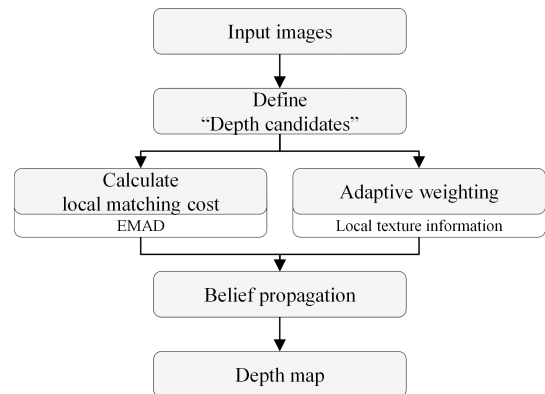 Input images
Define
“Depth candidates”
Calculate
local matching cost
EMAD
Adaptive weighting
Local texture information
Belief propagation
Depth map